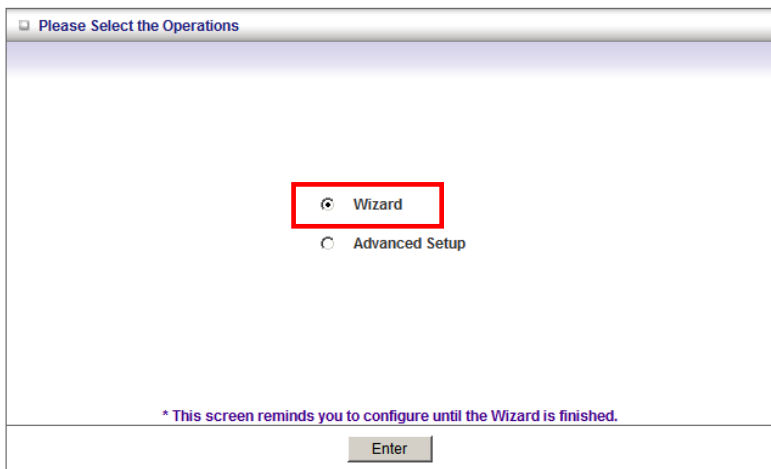 Please Select the Operations
Wizard
Advanced Setup
* This screen reminds you to configure until the Wizard is finished.
Enter